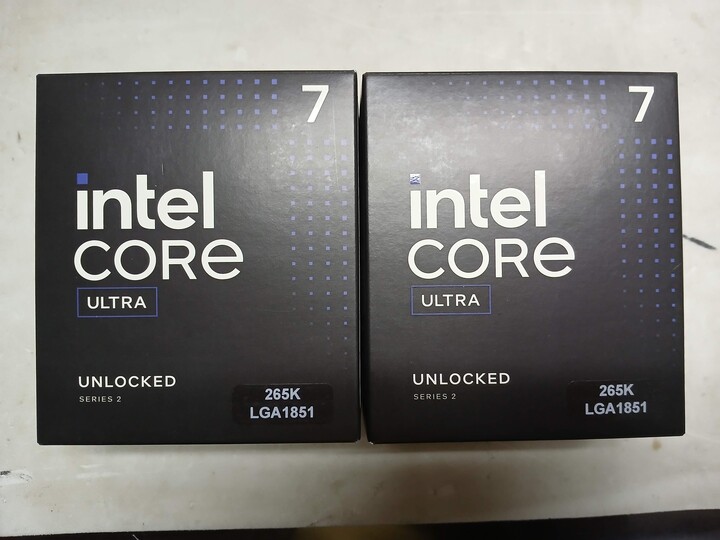 7
intel
CORE
ULTRA
UNLOCKED
SERIES 2
265K
LGA1851
7
intel
CORE
ULTRA
UNLOCKED
SERIES 2
265K
LGA1851